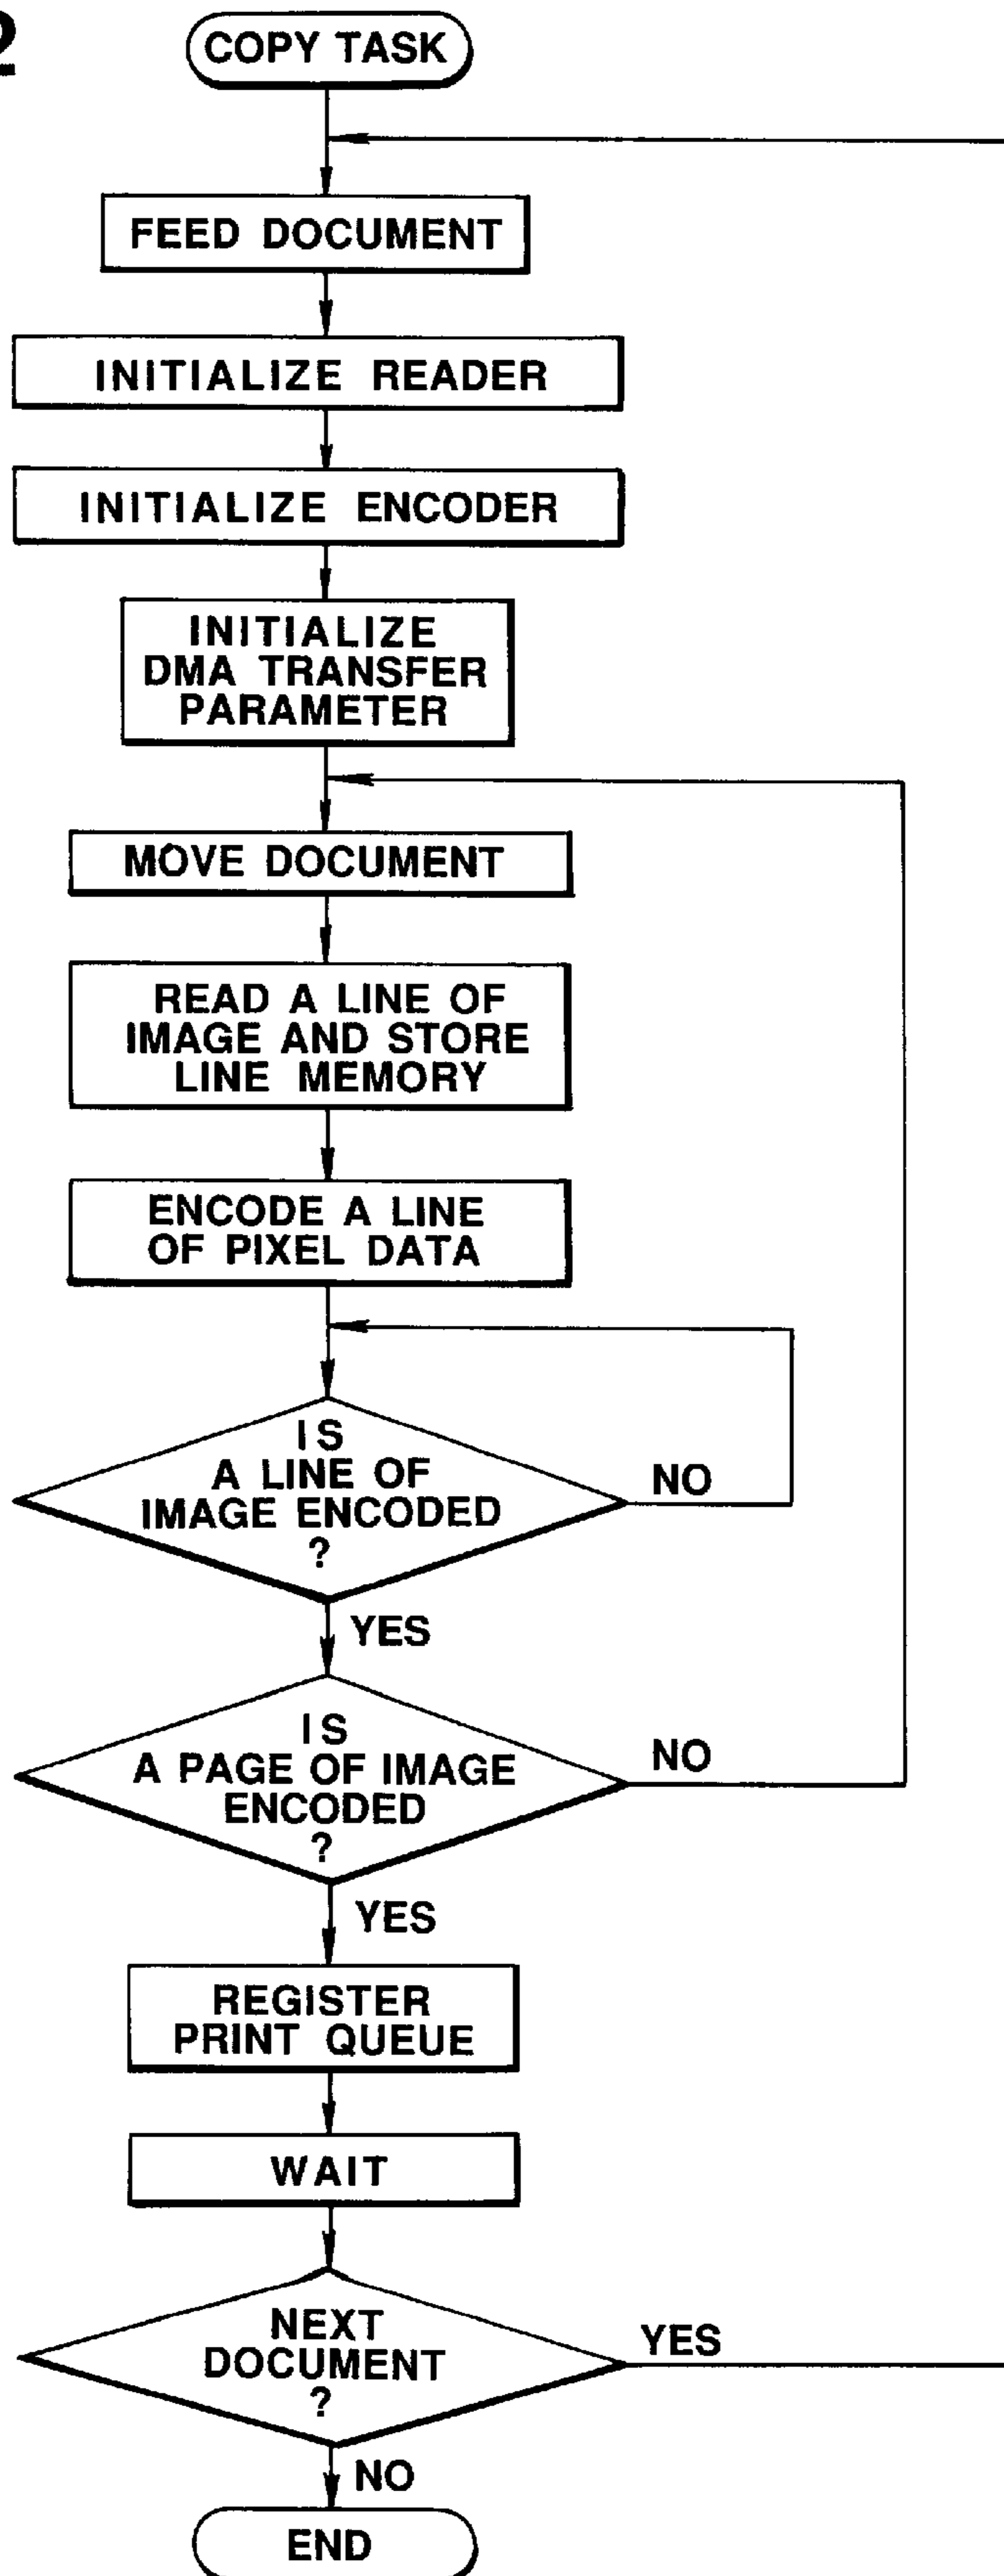 2
COPY TASK
FEED DOCUMENT
INITIALIZE READER
INITIALIZE ENCODER
INITIALIZE
DMA TRANSFER
PARAMETER
MOVE DOCUMENT
READ A LINE OF
IMAGE AND STORE
LINE MEMORY
ENCODE A LINE
OF PIXEL DATA
IS
A LINE OF
IMAGE ENCODED
?
NO
YES
IS
A PAGE OF IMAGE
ENCODED
?
NO
YES
REGISTER
PRINT QUEUE
WAIT
NEXT
DOCUMENT
?
YES
NO
END